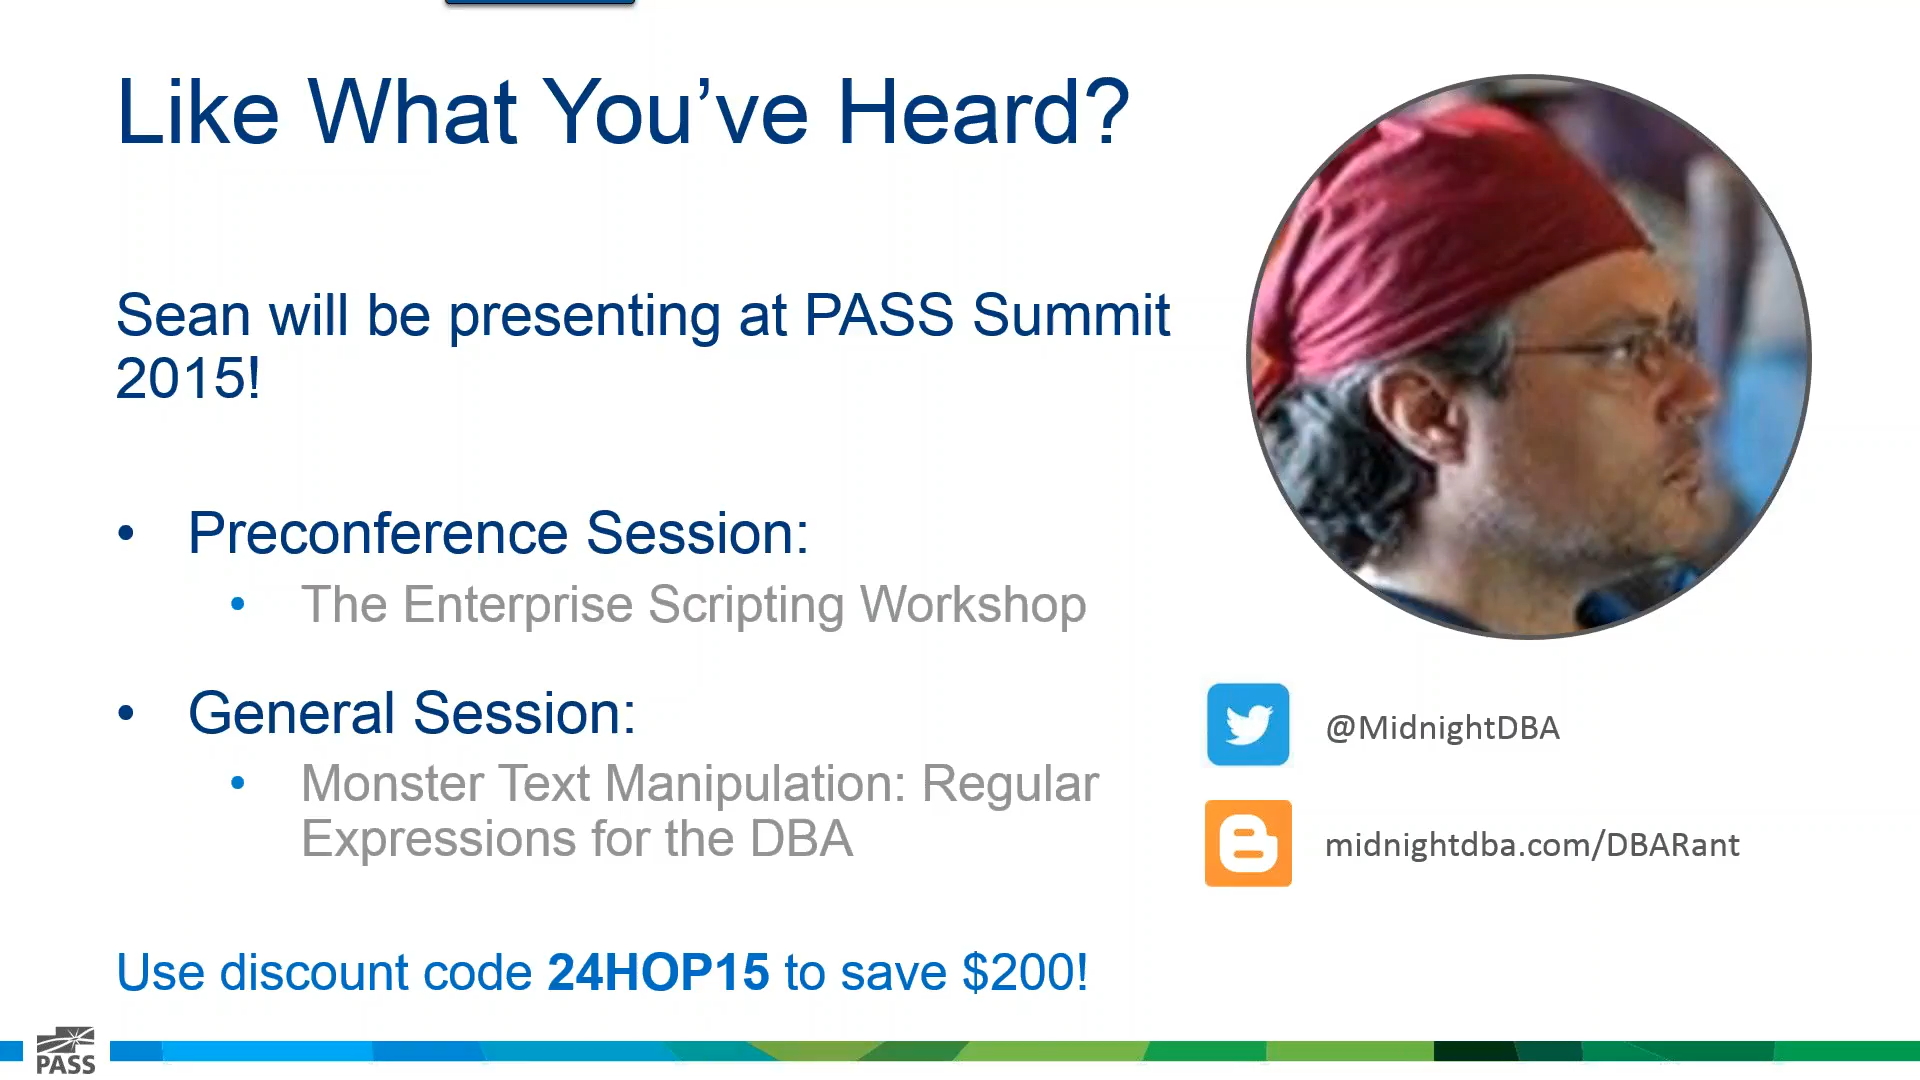 Like What You’ve Heard?
Sean will be presenting at PASS Summit
2015!
• Preconference Session:
• The Enterprise Scripting Workshop
• General Session:
• Monster Text Manipulation: Regular
Expressions for the DBA
@MidnightDBA
midnightdba.com/DBARant
Use discount code 24HOP15 to save $200!
PASS